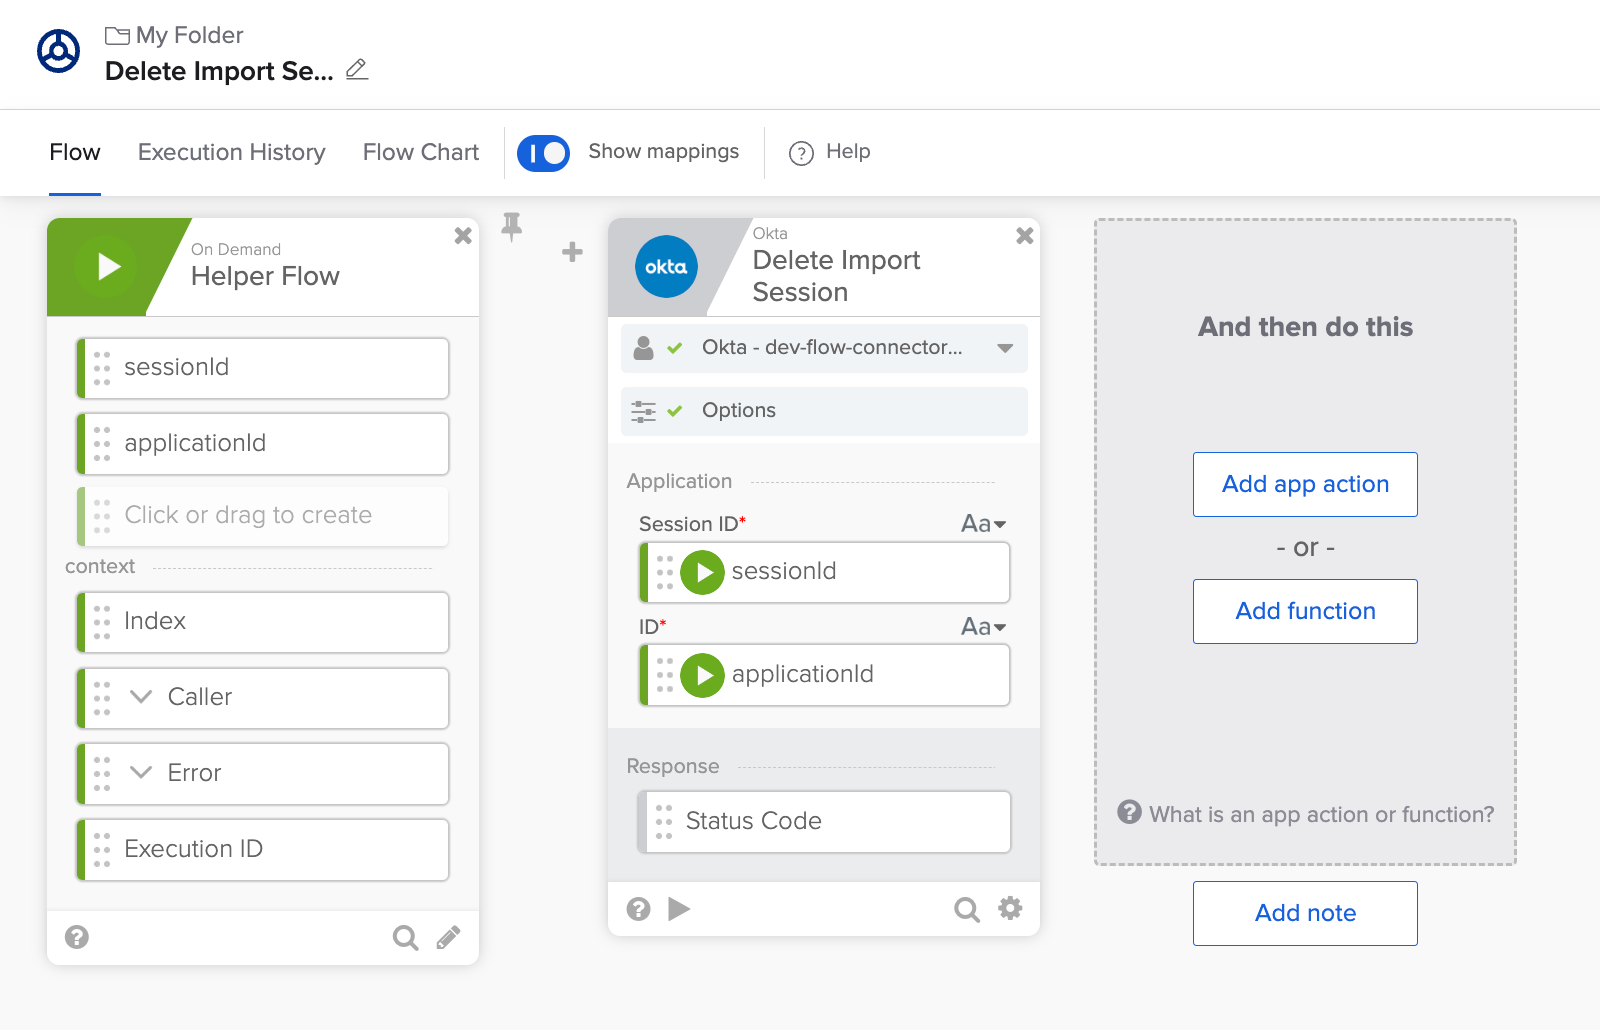 My Folder
Delete Import Se...
Flow
Execution History
Flow Chart
Show mappings
? Help
On Demand
Helper Flow
sessionId
applicationId
Click or drag to create
context
Index
Caller
Error
Execution ID
?
okta
Okta
Delete Import
Session
Okta - dev-flow-connector...
Options
Application
Session ID*
Aa
sessionId
ID*
Aa
applicationId
Response
Status Code
?
And then do this
Add app action
- or -
Add function
? What is an app action or function?
Add note